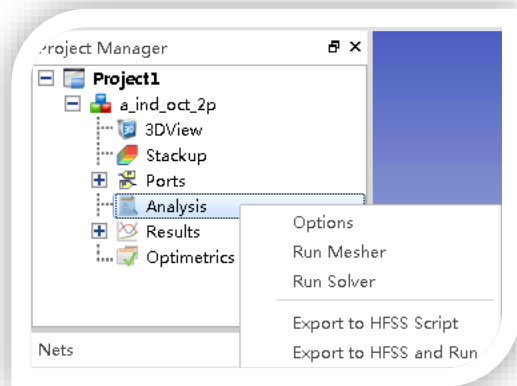 Project Manager
Project1
a_ind_oct_2p
3DView
Stackup
Ports
Analysis
Results
Optimetrics
Options
Run Mesher
Run Solver
Export to HFSS Script
Export to HFSS and Run
Nets